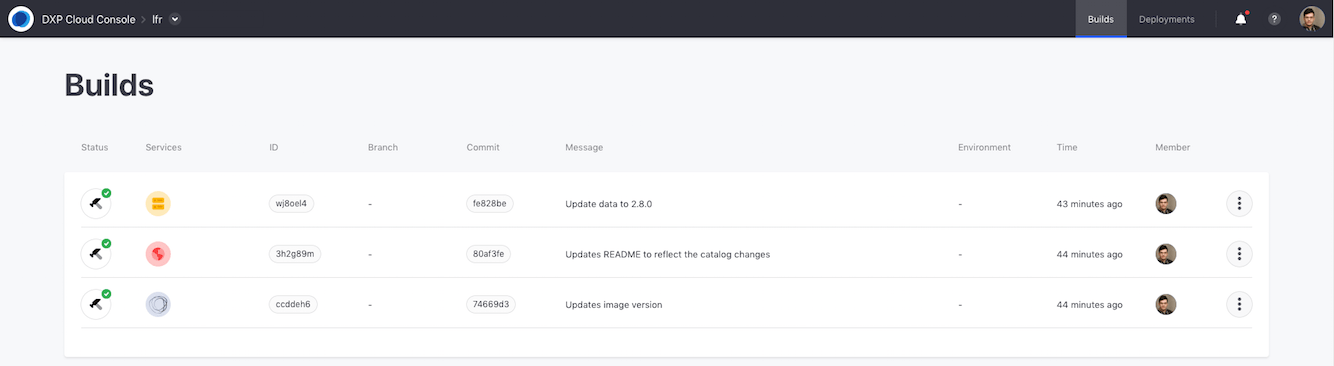 DXP Cloud Console > lfr Builds Deployments ?
Builds
Status Services ID Branch Commit Message Environment Time Member
wj8oel4 - fe828be Update data to 2.8.0 - 43 minutes ago
3h2g89m - 80af3fe Updates README to reflect the catalog changes - 44 minutes ago
ccddeh6 - 74669d3 Updates image version - 44 minutes ago